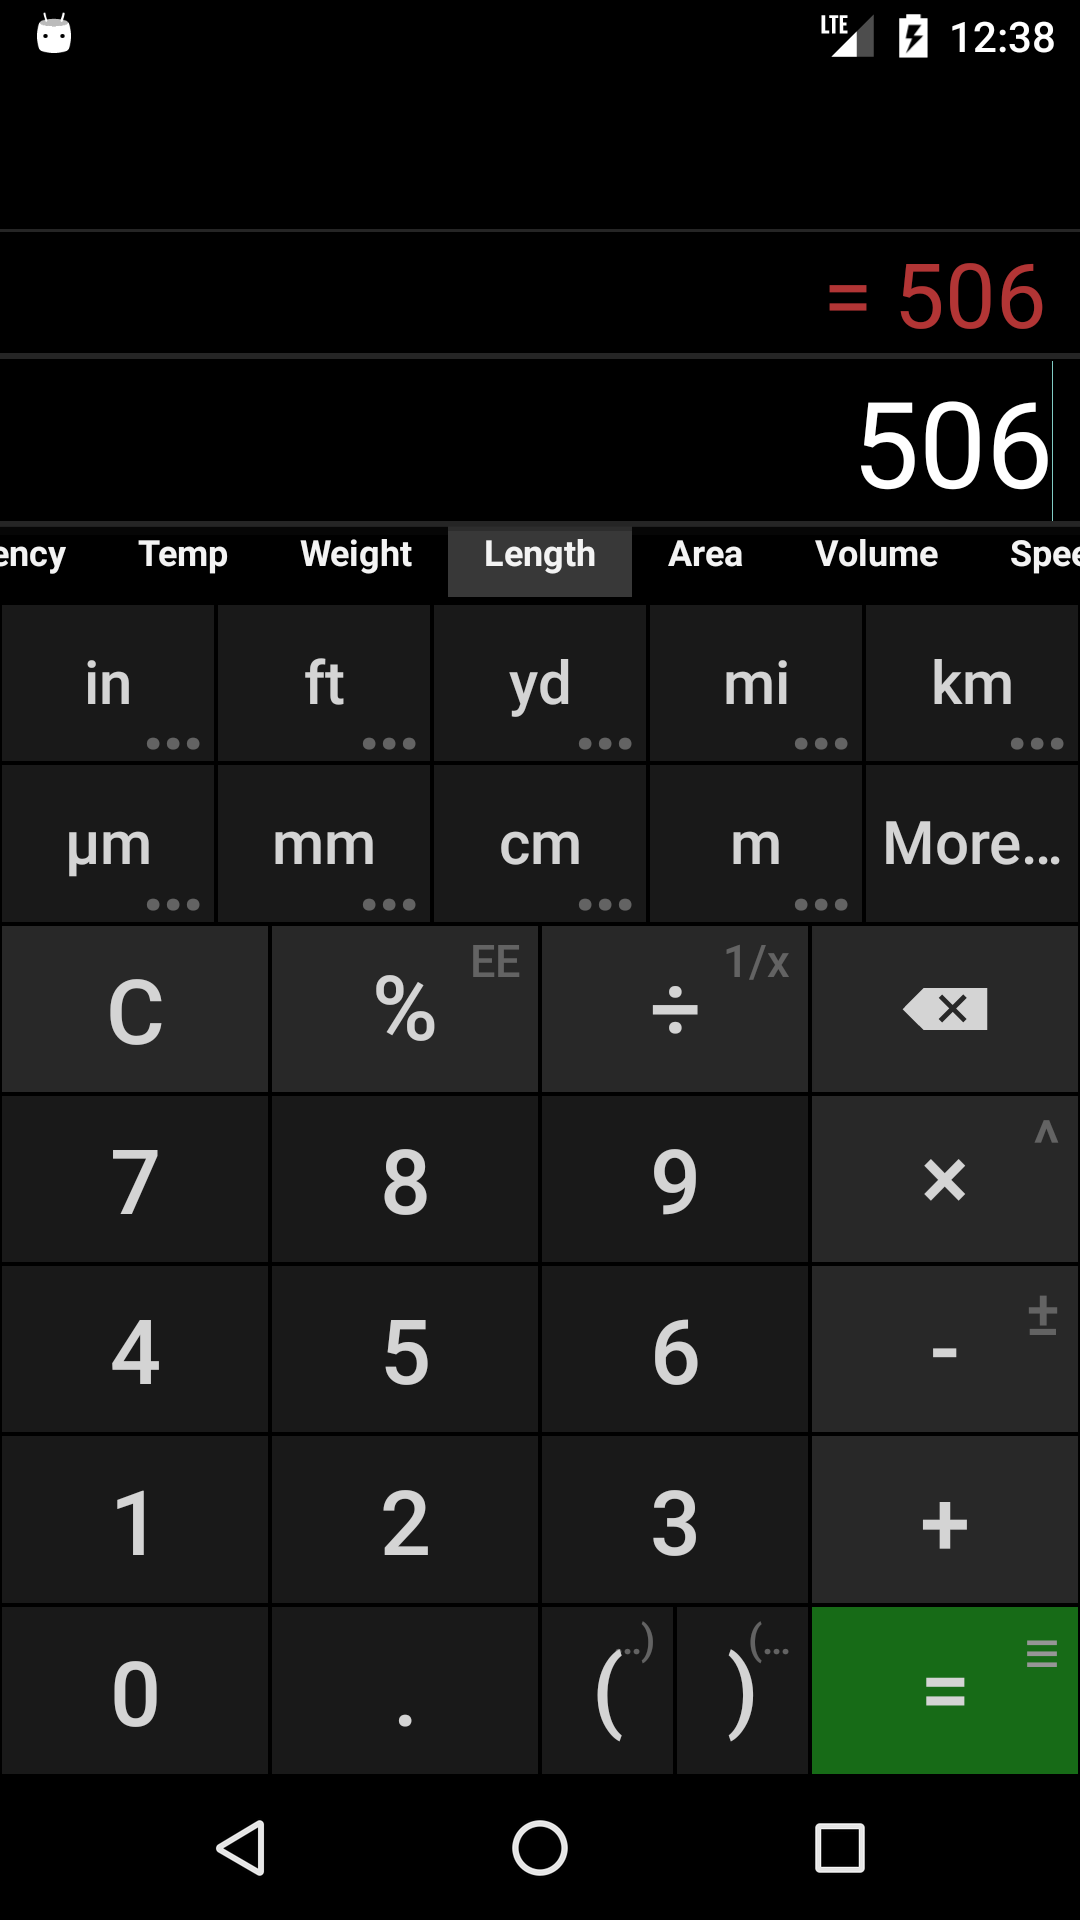 LTE 12:38
= 506
506
ency Temp Weight Length Area Volume Spee
in ft yd mi km
µm mm cm m More...
C % EE ÷ 1/x
7 8 9 × ^
4 5 6 - ±
1 2 3 +
0 . ( ..) ) (... =